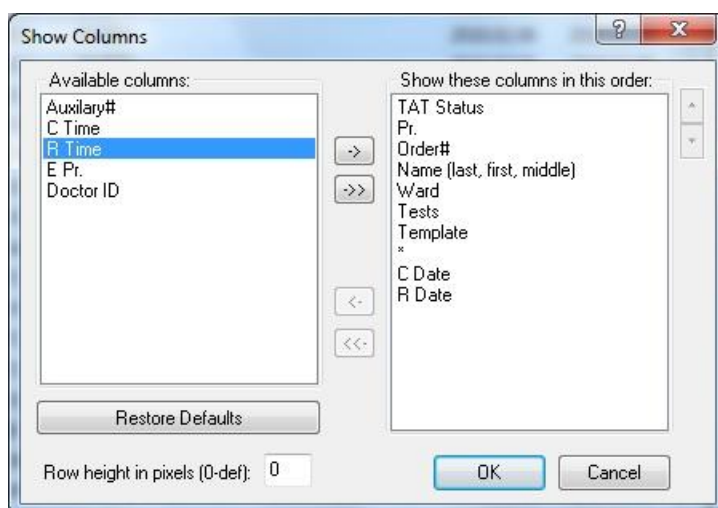 Show Columns
?
X
Available columns:
Auxilary#
C Time
R Time
E Pr.
Doctor ID
->
->>
<-
<<-
Show these columns in this order:
TAT Status
Pr.
Order#
Name (last, first, middle)
Ward
Tests
Template
*
C Date
R Date
Restore Defaults
Row height in pixels (0-def): 0
OK
Cancel